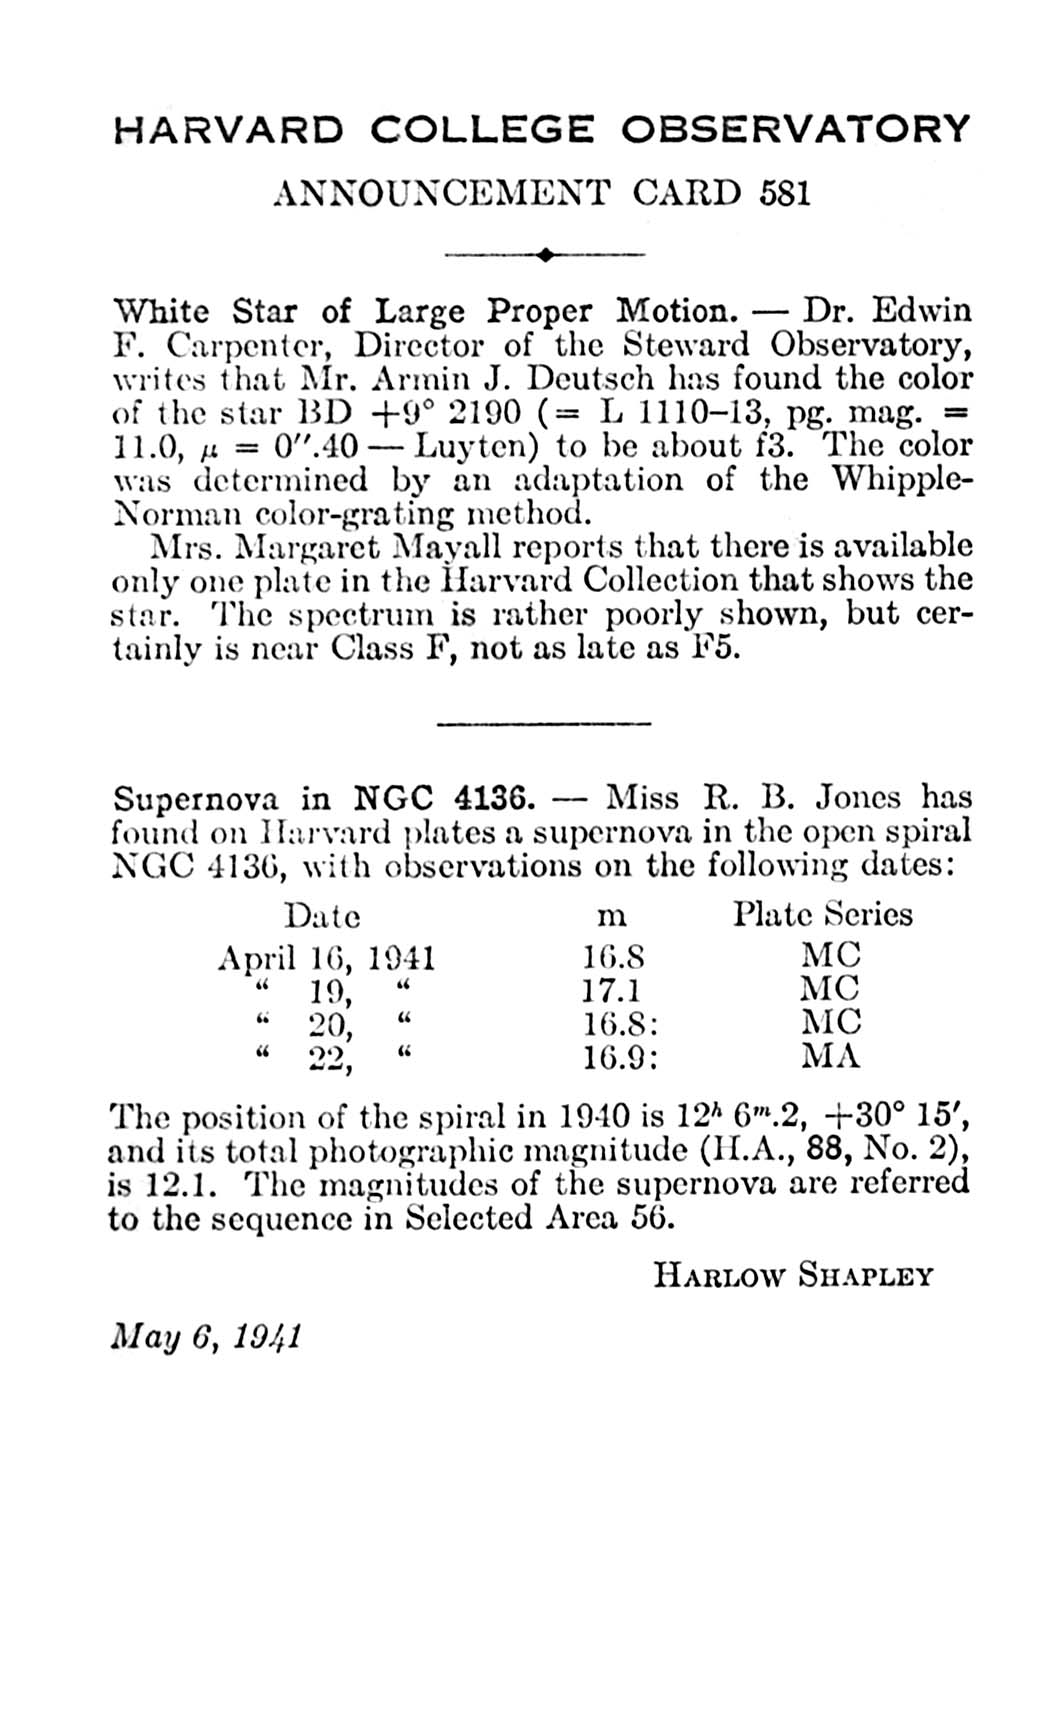 HARVARD COLLEGE OBSERVATORY
ANNOUNCEMENT CARD 581
White Star of Large Proper Motion. — Dr. Edwin
F. Carpenter, Director of the Steward Observatory,
writes that Mr. Armin J. Deutsch has found the color
of the star BD +9° 2190 (= L 1110–13, pg. mag. =
11.0, μ = 0″.40 — Luyten) to be about f3. The color
was determined by an adaptation of the Whipple-
Norman color-grating method.
Mrs. Margaret Mayall reports that there is available
only one plate in the Harvard Collection that shows the
star. The spectrum is rather poorly shown, but cer-
tainly is near Class F, not as late as F5.
Supernova in NGC 4136. — Miss R. B. Jones has
found on Harvard plates a supernova in the open spiral
NGC 4136, with observations on the following dates:
Date m Plate Series
April 16, 1941 16.8 MC
“ 19, “ 17.1 MC
“ 20, “ 16.8: MC
“ 22, “ 16.9: MA
The position of the spiral in 1940 is 12ʰ 6ᵐ.2, +30° 15′,
and its total photographic magnitude (H.A., 88, No. 2),
is 12.1. The magnitudes of the supernova are referred
to the sequence in Selected Area 56.
HARLOW SHAPLEY
May 6, 1941